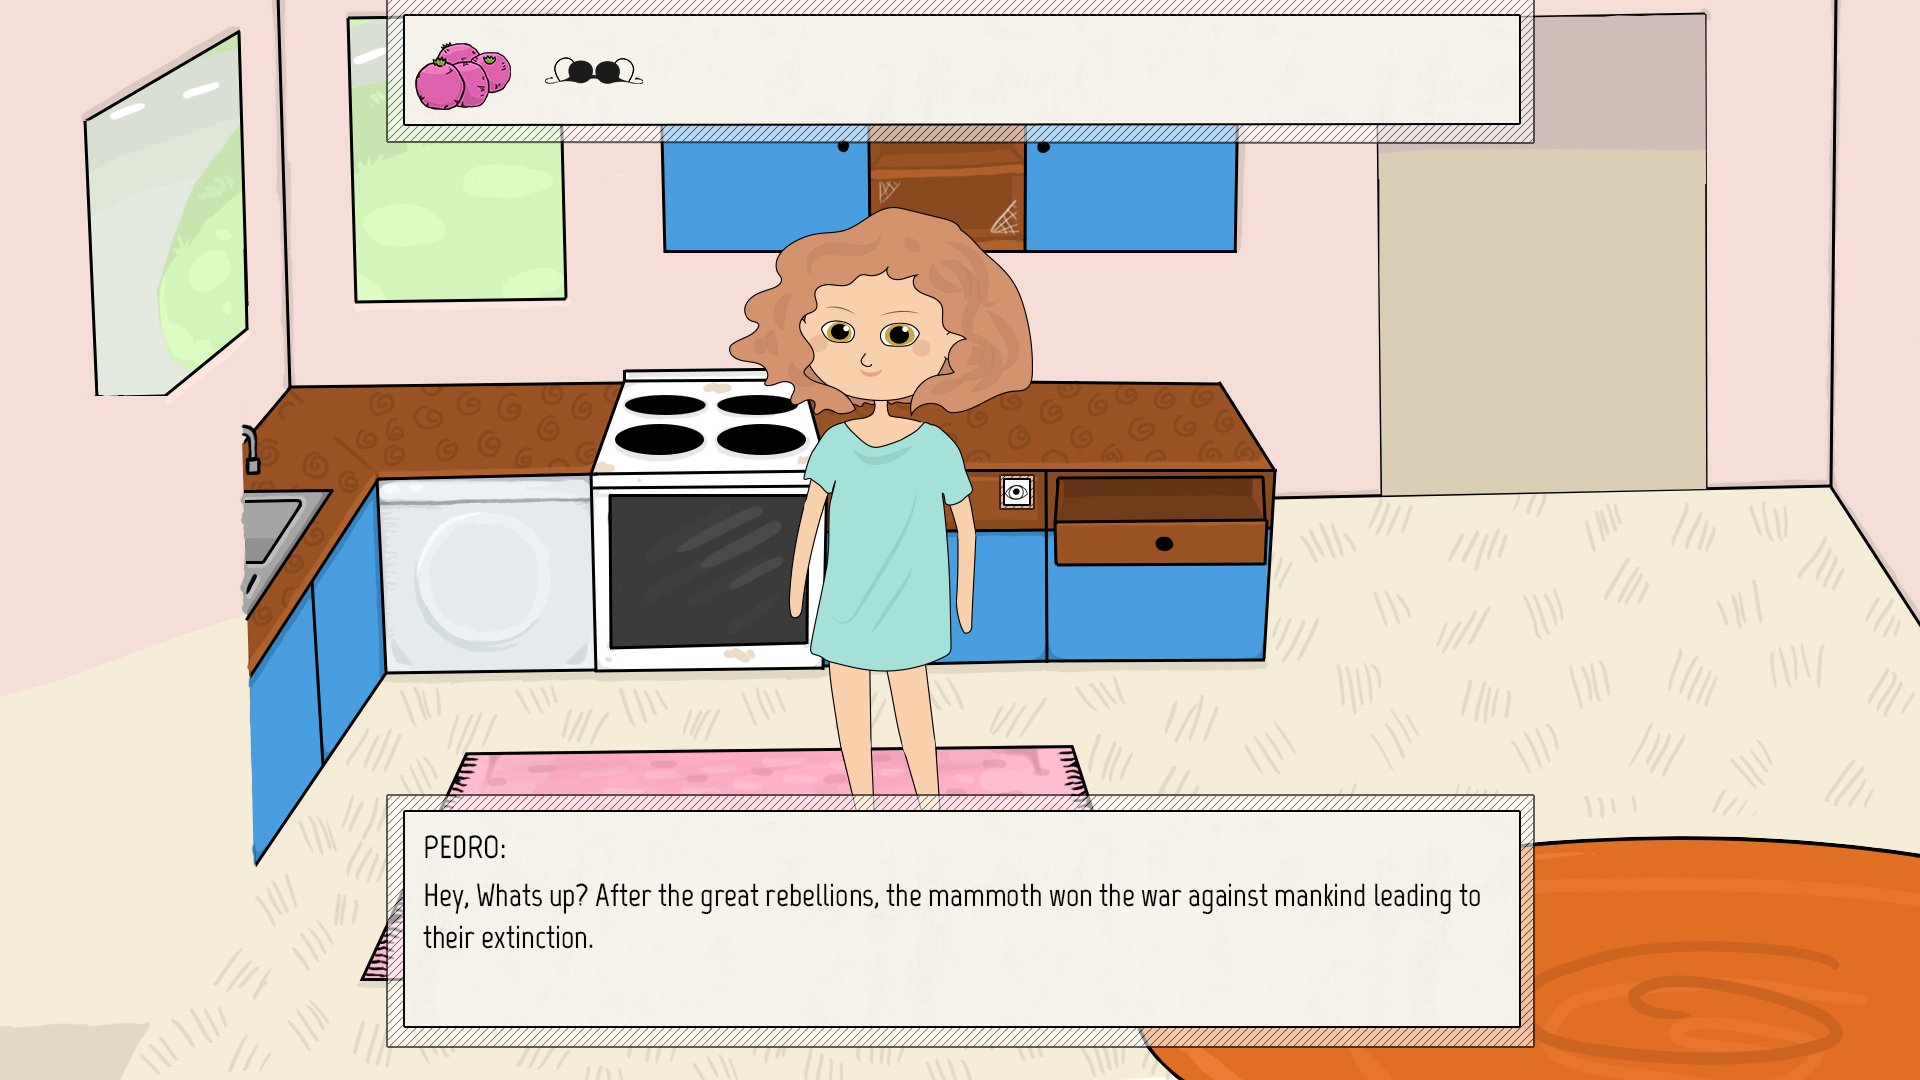 PEDRO:
Hey, Whats up? After the great rebellions, the mammoth won the war against mankind leading to
their extinction.